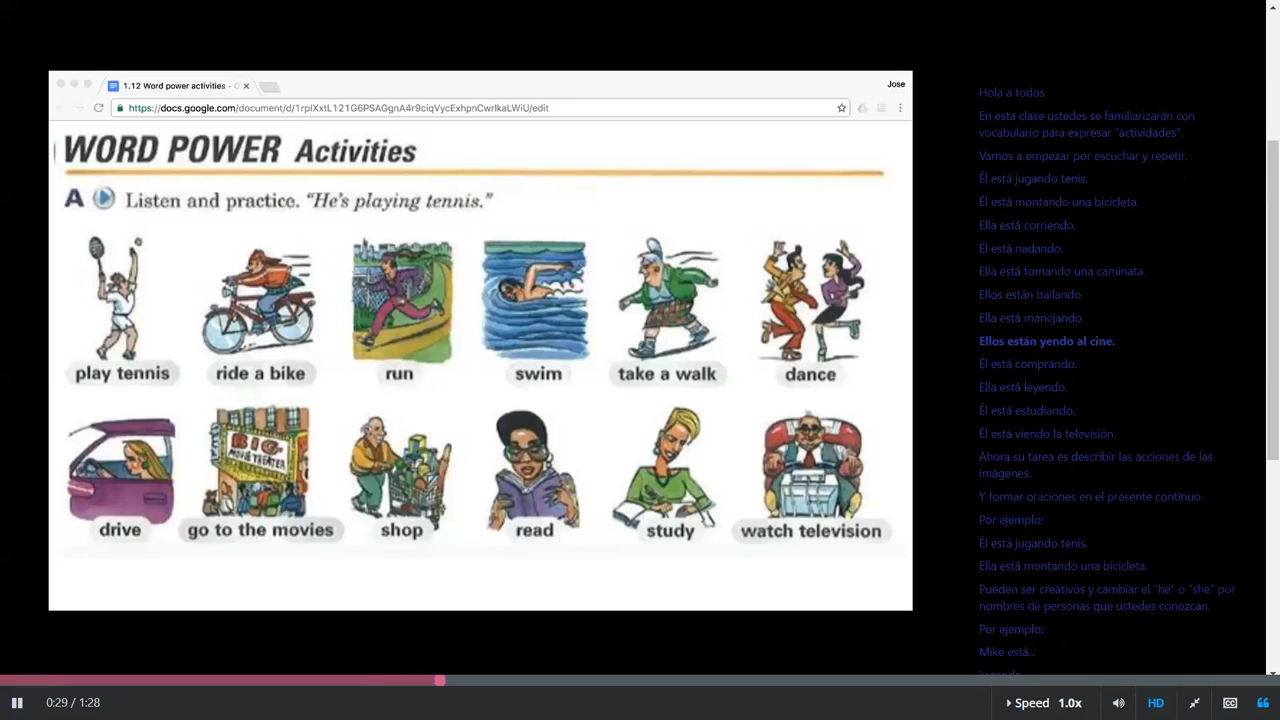 1.12 Word power activities - G
Jose
https://docs.google.com/document/d/1rpIXxtL121G6PSAGgnA4r9ciqVycExhpnCwrlkaLWiU/edit
WORD POWER Activities
A Listen and practice. "He's playing tennis."
play tennis
ride a bike
run
swim
take a walk
dance
BIG
MOVIE THEATER
drive
go to the movies
shop
read
study
watch television
Hola a todos
En esta clase ustedes se familiarizarán con
vocabulario para expresar "actividades".
Vamos a empezar por escuchar y repetir.
Él está jugando tenis.
Él está montando una bicicleta.
Ella está corriendo.
Él está nadando.
Ella está tomando una caminata.
Ellos están bailando
Ella está manejando.
Ellos están yendo al cine.
Él está comprando.
Ella está leyendo.
Él está estudiando.
Él está viendo la televisión.
Ahora su tarea es describir las acciones de las
imágenes.
Y formar oraciones en el presente continuo.
Por ejemplo:
Él está jugando tenis.
Ella está montando una bicicleta.
Pueden ser creativos y cambiar el "he" o "she" por
nombres de personas que ustedes conozcan.
Por ejemplo:
Mike está...
jugando
0:29 / 1:28
Speed 1.0x
HD
CC